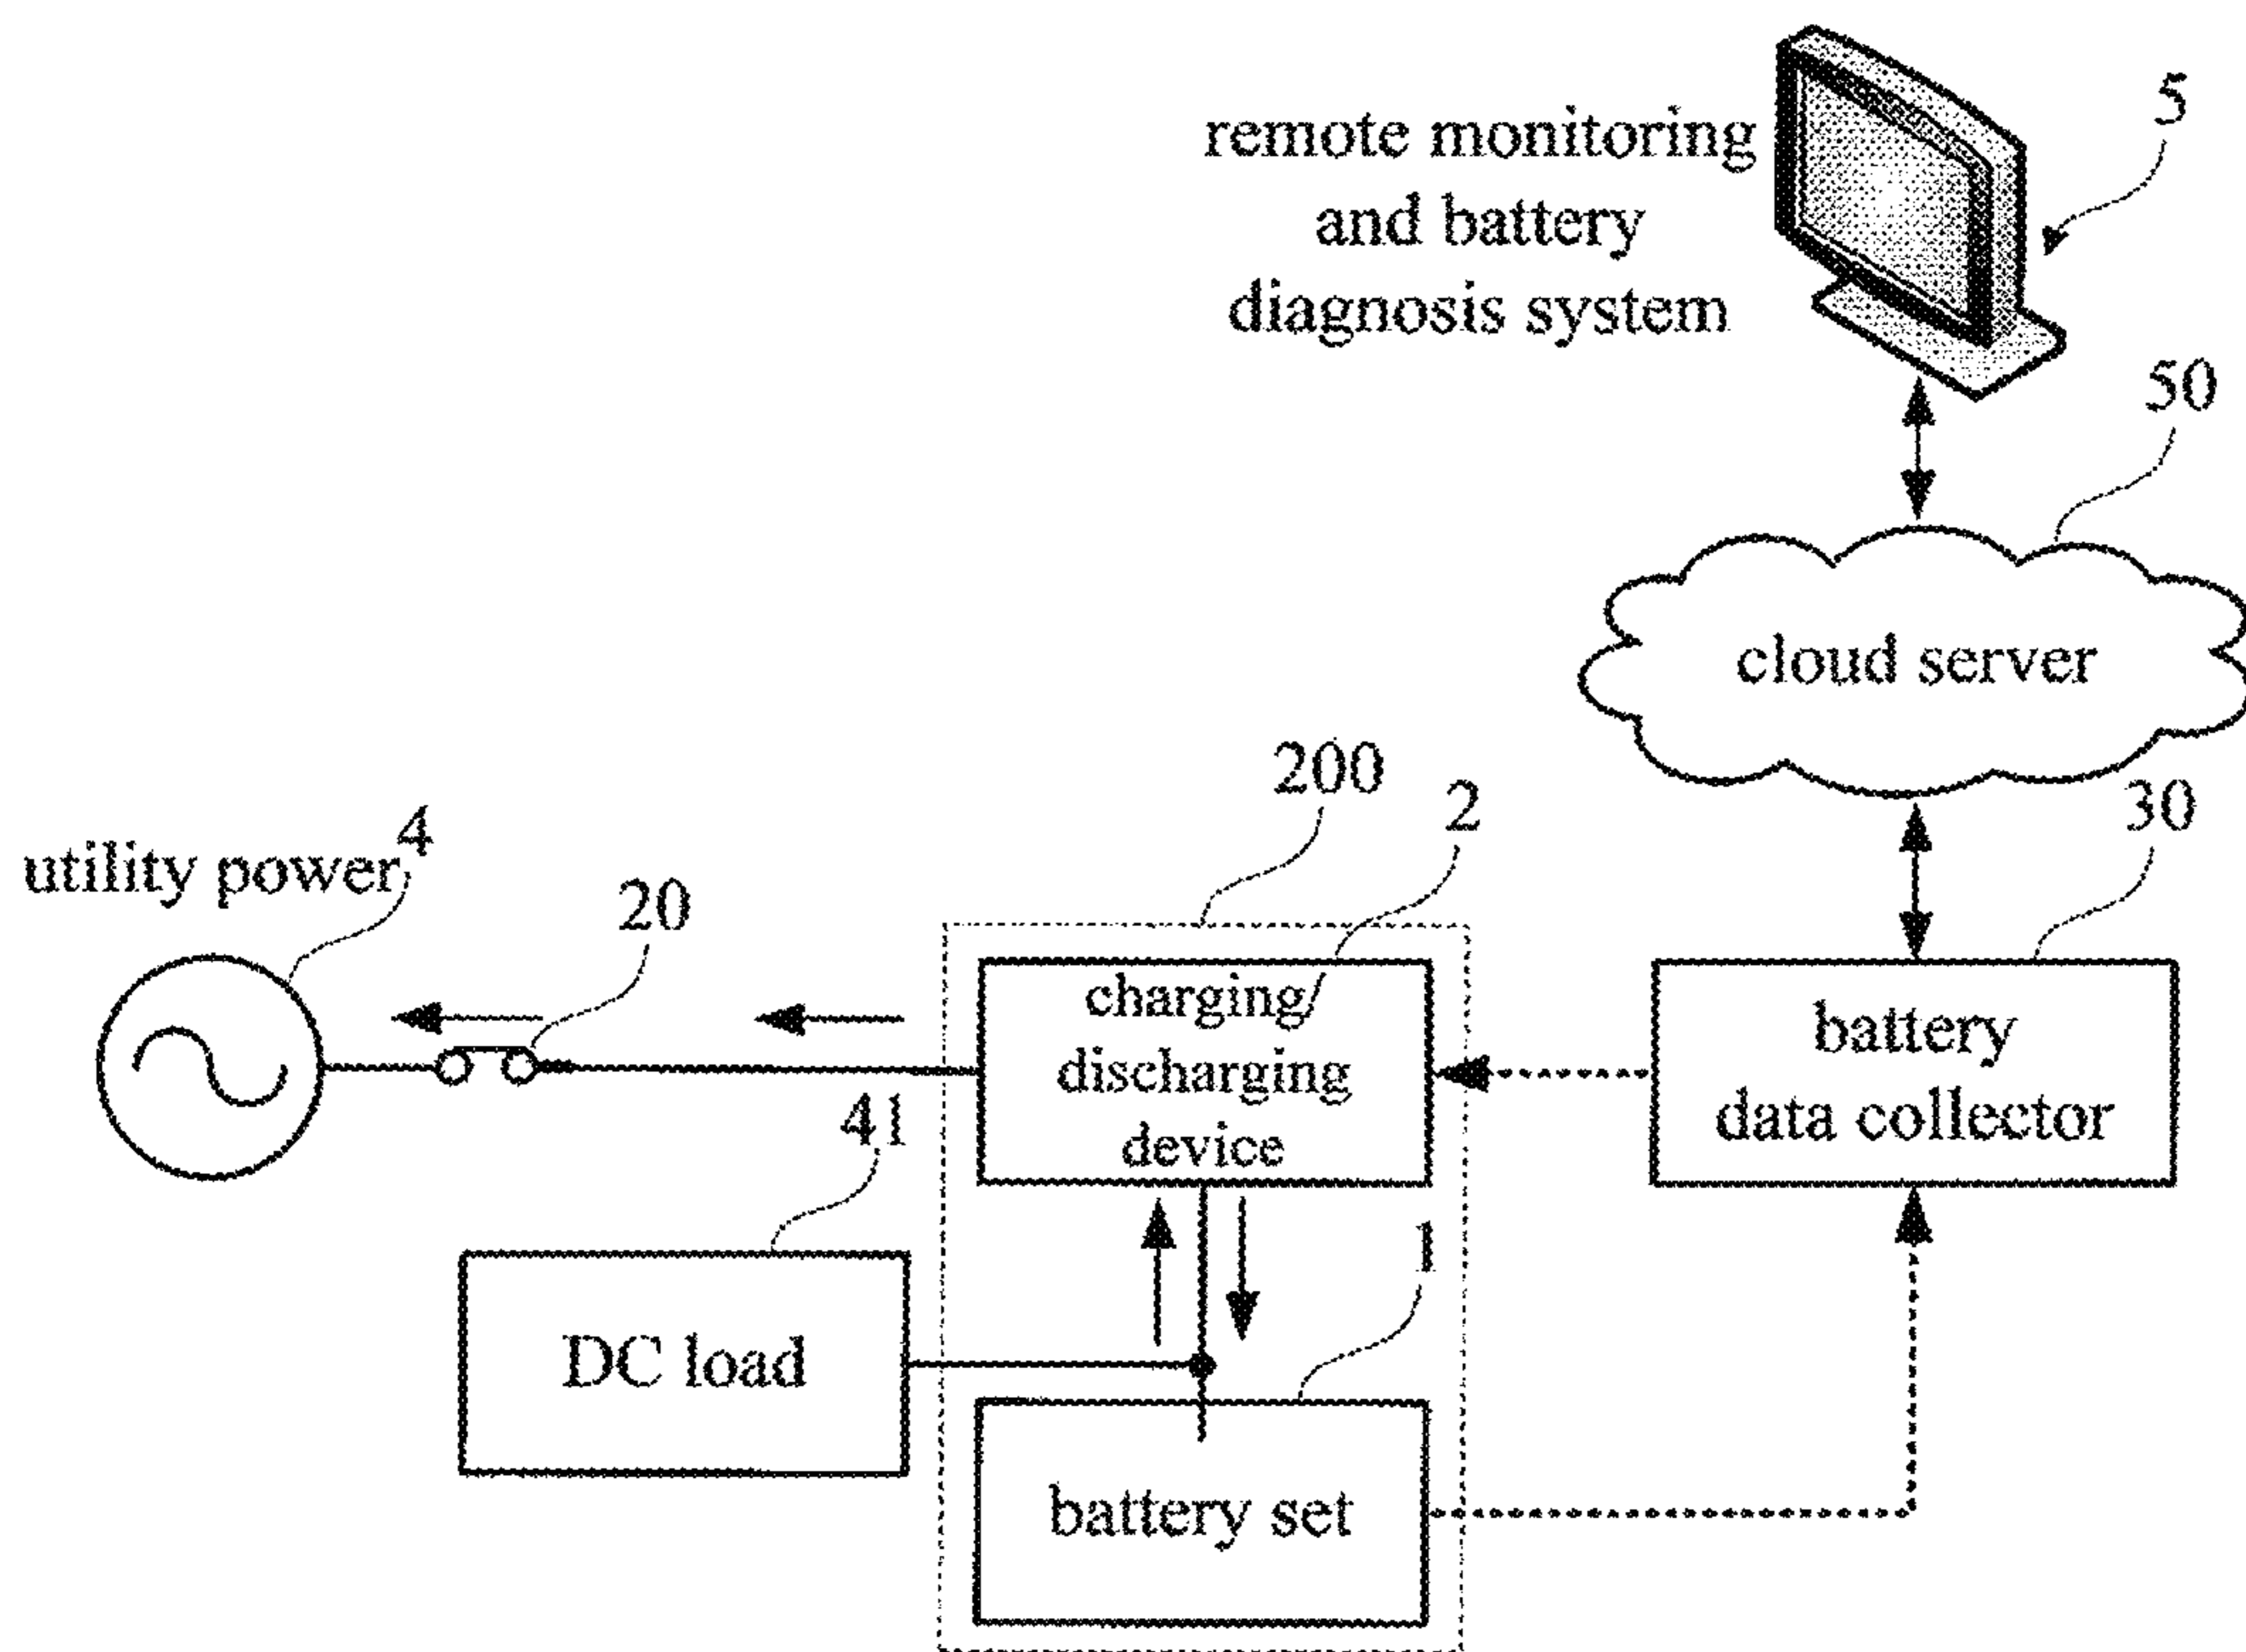 remote monitoring
and battery
diagnosis system
5
50
cloud server
200
2
30
utility power
4
20
charging
discharging
device
battery
data collector
41
DC load
1
battery set